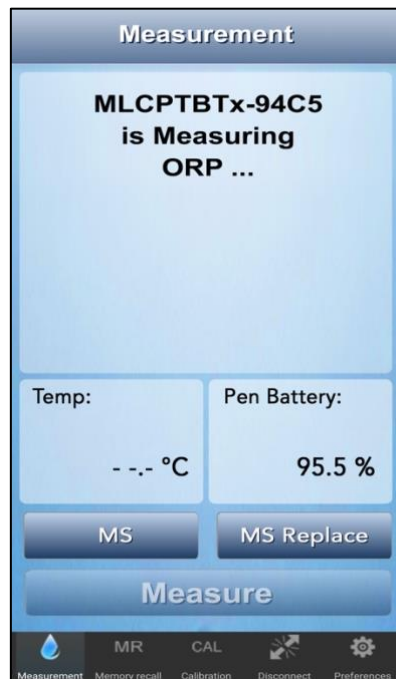 Measurement
MLCPTBTx-94C5
is Measuring
ORP ...
Temp:
- -.- °C
Pen Battery:
95.5 %
MS
MS Replace
Measure
MR
CAL
Measurement
Memory recall
Calibration
Disconnect
Preferences